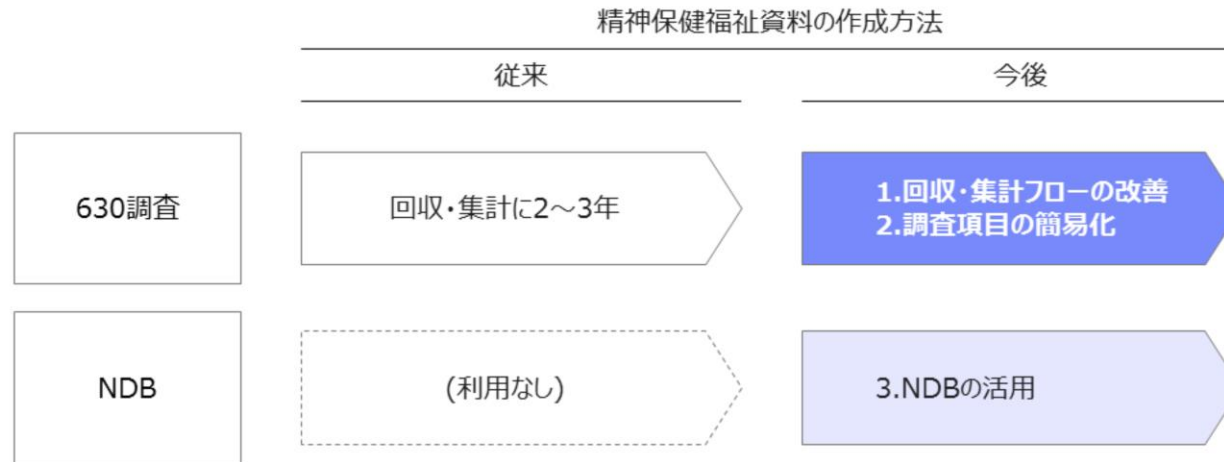 精神保健福祉資料の作成方法
従来
今後
630調査
回収・集計に2～3年
1.回収・集計フローの改善
2.調査項目の簡易化
NDB
(利用なし)
3.NDBの活用